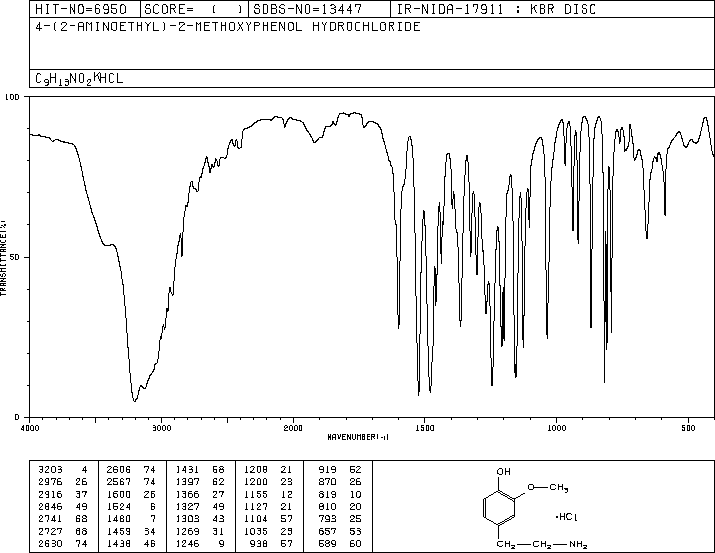 HIT-NO=6950 SCORE= ( ) SDBS-NO=13447 IR-NIDA-17911 : KBR DISC
4-(2-AMINOETHYL)-2-METHOXYPHENOL HYDROCHLORIDE
C9H13NO2*HCL
100
50
0
TRANSMITTANCE(%)
4000 3000 2000 1500 1000 500
WAVENUMBER(-1)
3203 4 2606 74 1431 68 1208 21 919 52
2976 26 2567 74 1397 62 1200 23 870 26
2916 37 1600 26 1366 27 1155 12 819 10
2846 49 1524 6 1327 49 1127 21 810 20
2741 68 1480 7 1303 43 1104 57 793 25
2727 68 1459 34 1269 31 1035 23 657 53
2630 74 1438 46 1246 9 938 57 589 60
OH
O—CH3
·HCl
CH2—CH2—NH2